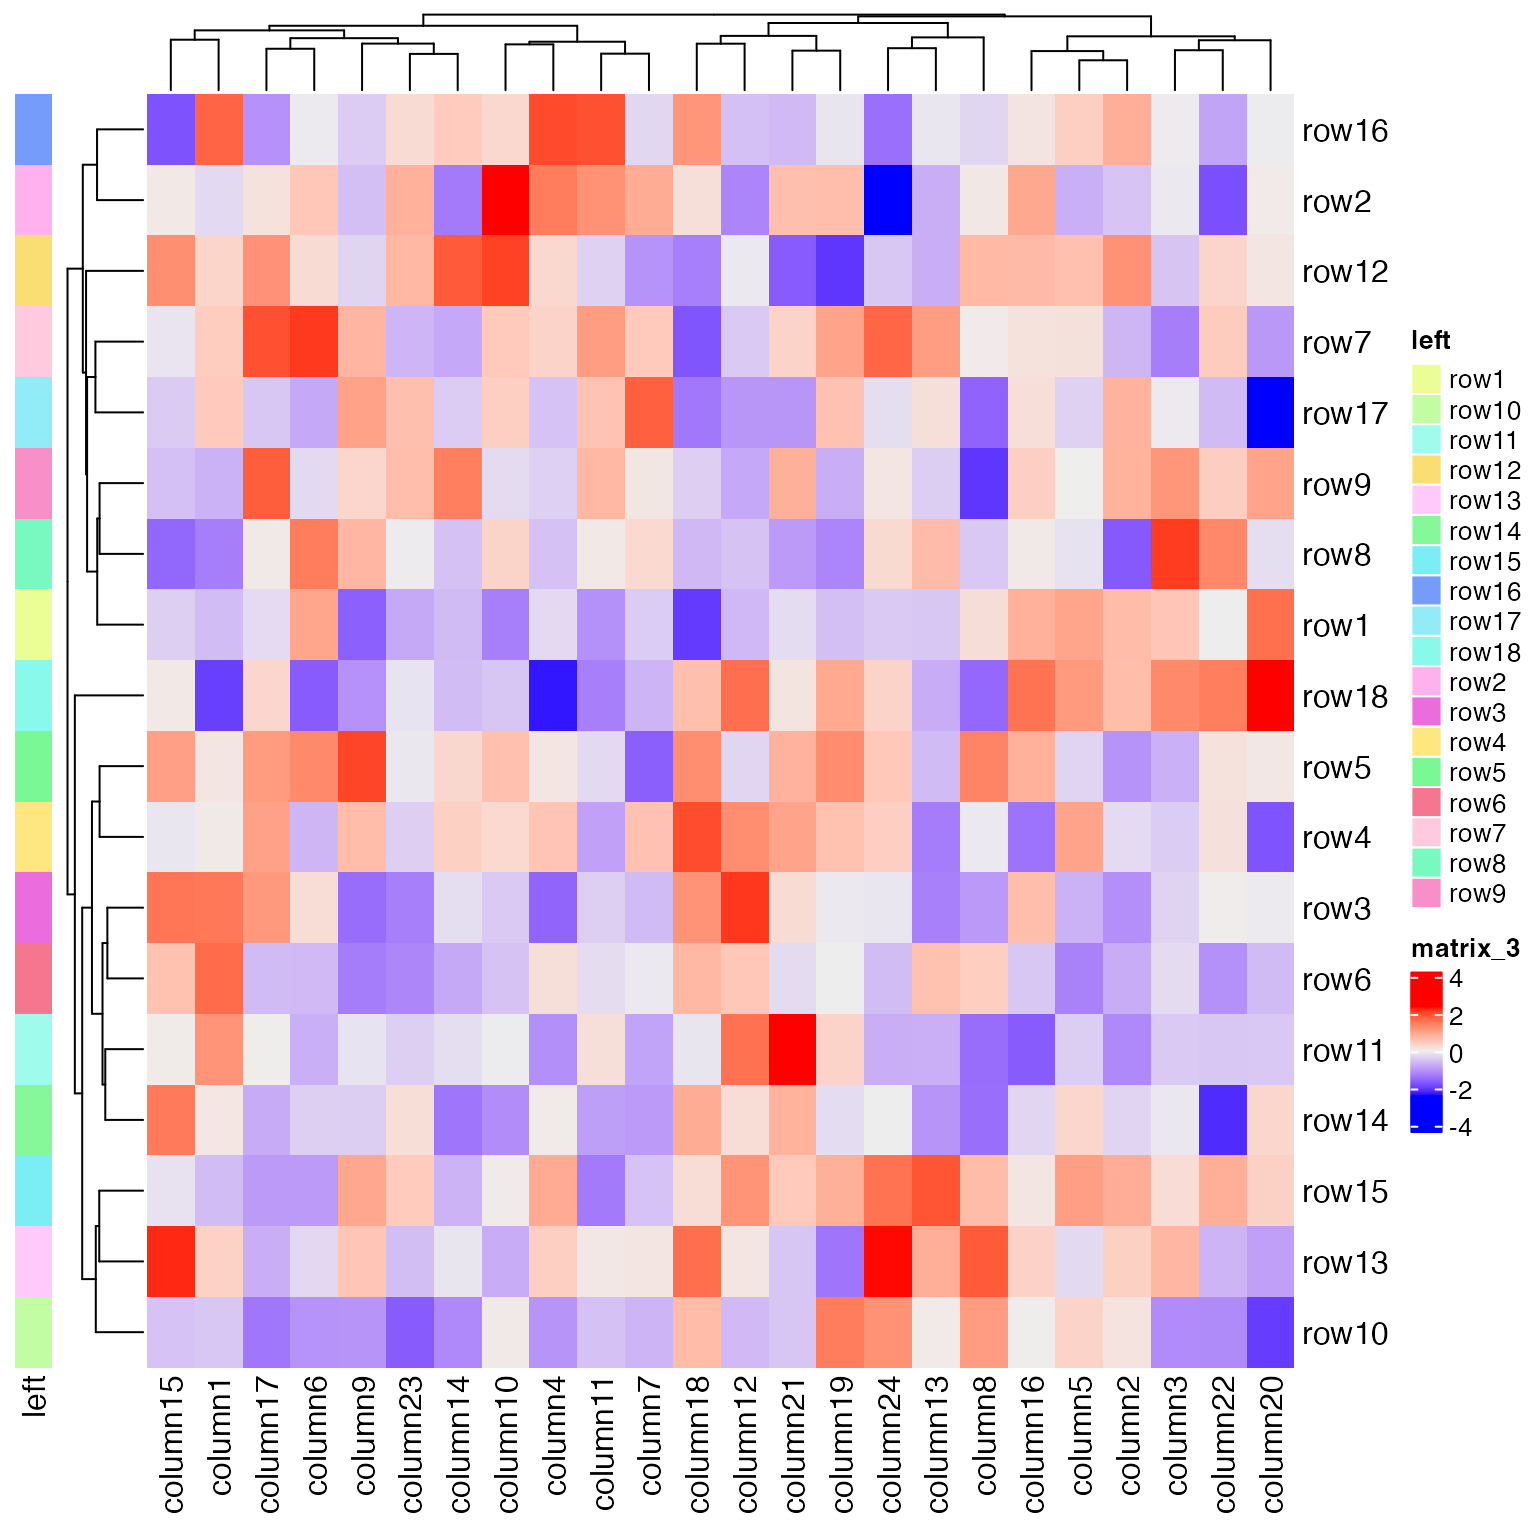 row16
row2
row12
row7
row17
row9
row8
row1
row18
row5
row4
row3
row6
row11
row14
row15
row13
row10
left
column15
column1
column17
column6
column9
column23
column14
column10
column4
column11
column7
column18
column12
column21
column19
column24
column13
column8
column16
column5
column2
column3
column22
column20
left
row1
row10
row11
row12
row13
row14
row15
row16
row17
row18
row2
row3
row4
row5
row6
row7
row8
row9
matrix_3
4
2
0
-2
-4